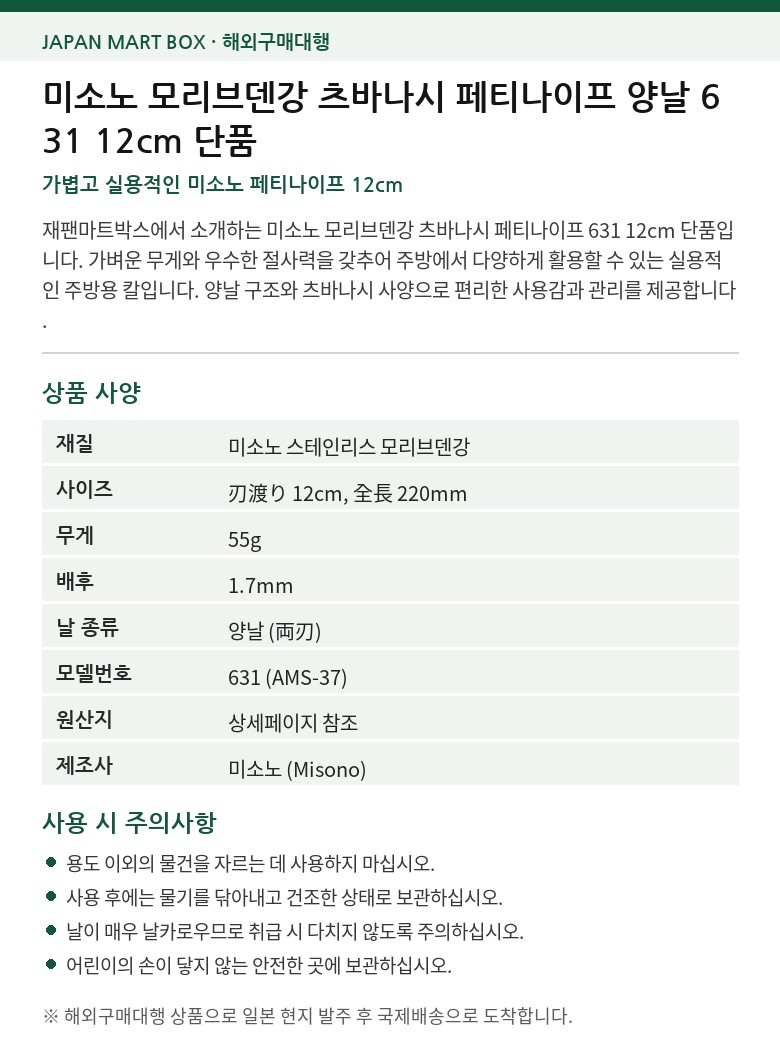 JAPAN MART BOX · 해외구매대행
미소노 모리브덴강 츠바나시 페티나이프 양날 6
31 12cm 단품
가볍고 실용적인 미소노 페티나이프 12cm
재팬마트박스에서 소개하는 미소노 모리브덴강 츠바나시 페티나이프 631 12cm 단품입
니다. 가벼운 무게와 우수한 절사력을 갖추어 주방에서 다양하게 활용할 수 있는 실용적
인 주방용 칼입니다. 양날 구조와 츠바나시 사양으로 편리한 사용감과 관리를 제공합니다
.
상품 사양
재질 미소노 스테인리스 모리브덴강
사이즈 刃渡り 12cm, 全長 220mm
무게 55g
배후 1.7mm
날 종류 양날 (両刃)
모델번호 631 (AMS-37)
원산지 상세페이지 참조
제조사 미소노 (Misono)
사용 시 주의사항
● 용도 이외의 물건을 자르는 데 사용하지 마십시오.
● 사용 후에는 물기를 닦아내고 건조한 상태로 보관하십시오.
● 날이 매우 날카로우므로 취급 시 다치지 않도록 주의하십시오.
● 어린이의 손이 닿지 않는 안전한 곳에 보관하십시오.
※ 해외구매대행 상품으로 일본 현지 발주 후 국제배송으로 도착합니다.